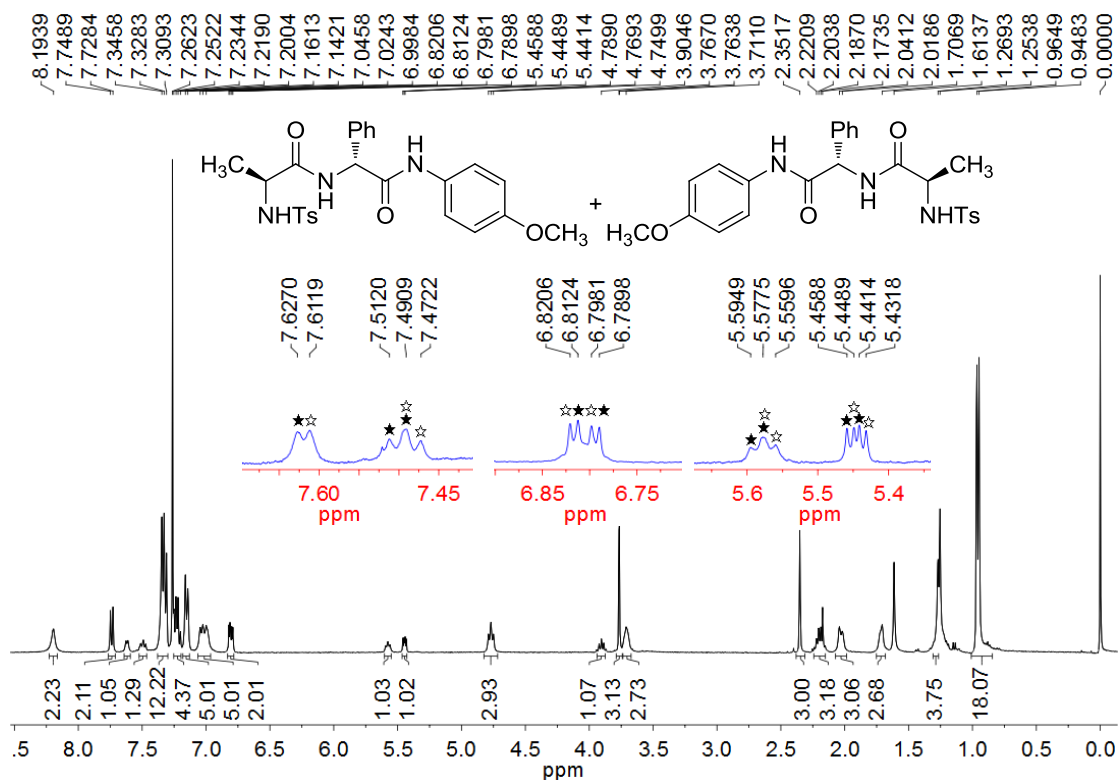 8.1939 7.7489 7.7284 7.3458 7.3283 7.3093 7.2623 7.2522 7.2344 7.2190 7.2004 7.1613 7.1421 7.0458 7.0243 6.9984 6.8206 6.8124 6.7981 6.7898 5.4588 5.4489 5.4414 4.7890 4.7693 4.7499 3.9046 3.7670 3.7638 3.7110 2.3517 2.2209 2.2038 2.1870 2.1735 2.0412 2.0186 1.7069 1.6137 1.2693 1.2538 0.9649 0.9483 0.0000
O Ph H N H3C N H O NHTs OCH3
+
H N Ph O O N H CH3 NHTs H3CO
7.6270 7.6119 7.5120 7.4909 7.4722 6.8206 6.8124 6.7981 6.7898 5.5949 5.5775 5.5596 5.4588 5.4489 5.4414 5.4318
7.60 7.45 6.85 6.75 5.6 5.5 5.4
ppm ppm ppm
2.23 2.11 1.05 1.29 12.22 4.37 5.01 5.01 2.01 1.03 1.02 2.93 1.07 3.13 2.73 3.00 3.18 3.06 2.68 3.75 18.07
.5 8.0 7.5 7.0 6.5 6.0 5.5 5.0 4.5 4.0 3.5 3.0 2.5 2.0 1.5 1.0 0.5 0.0
ppm